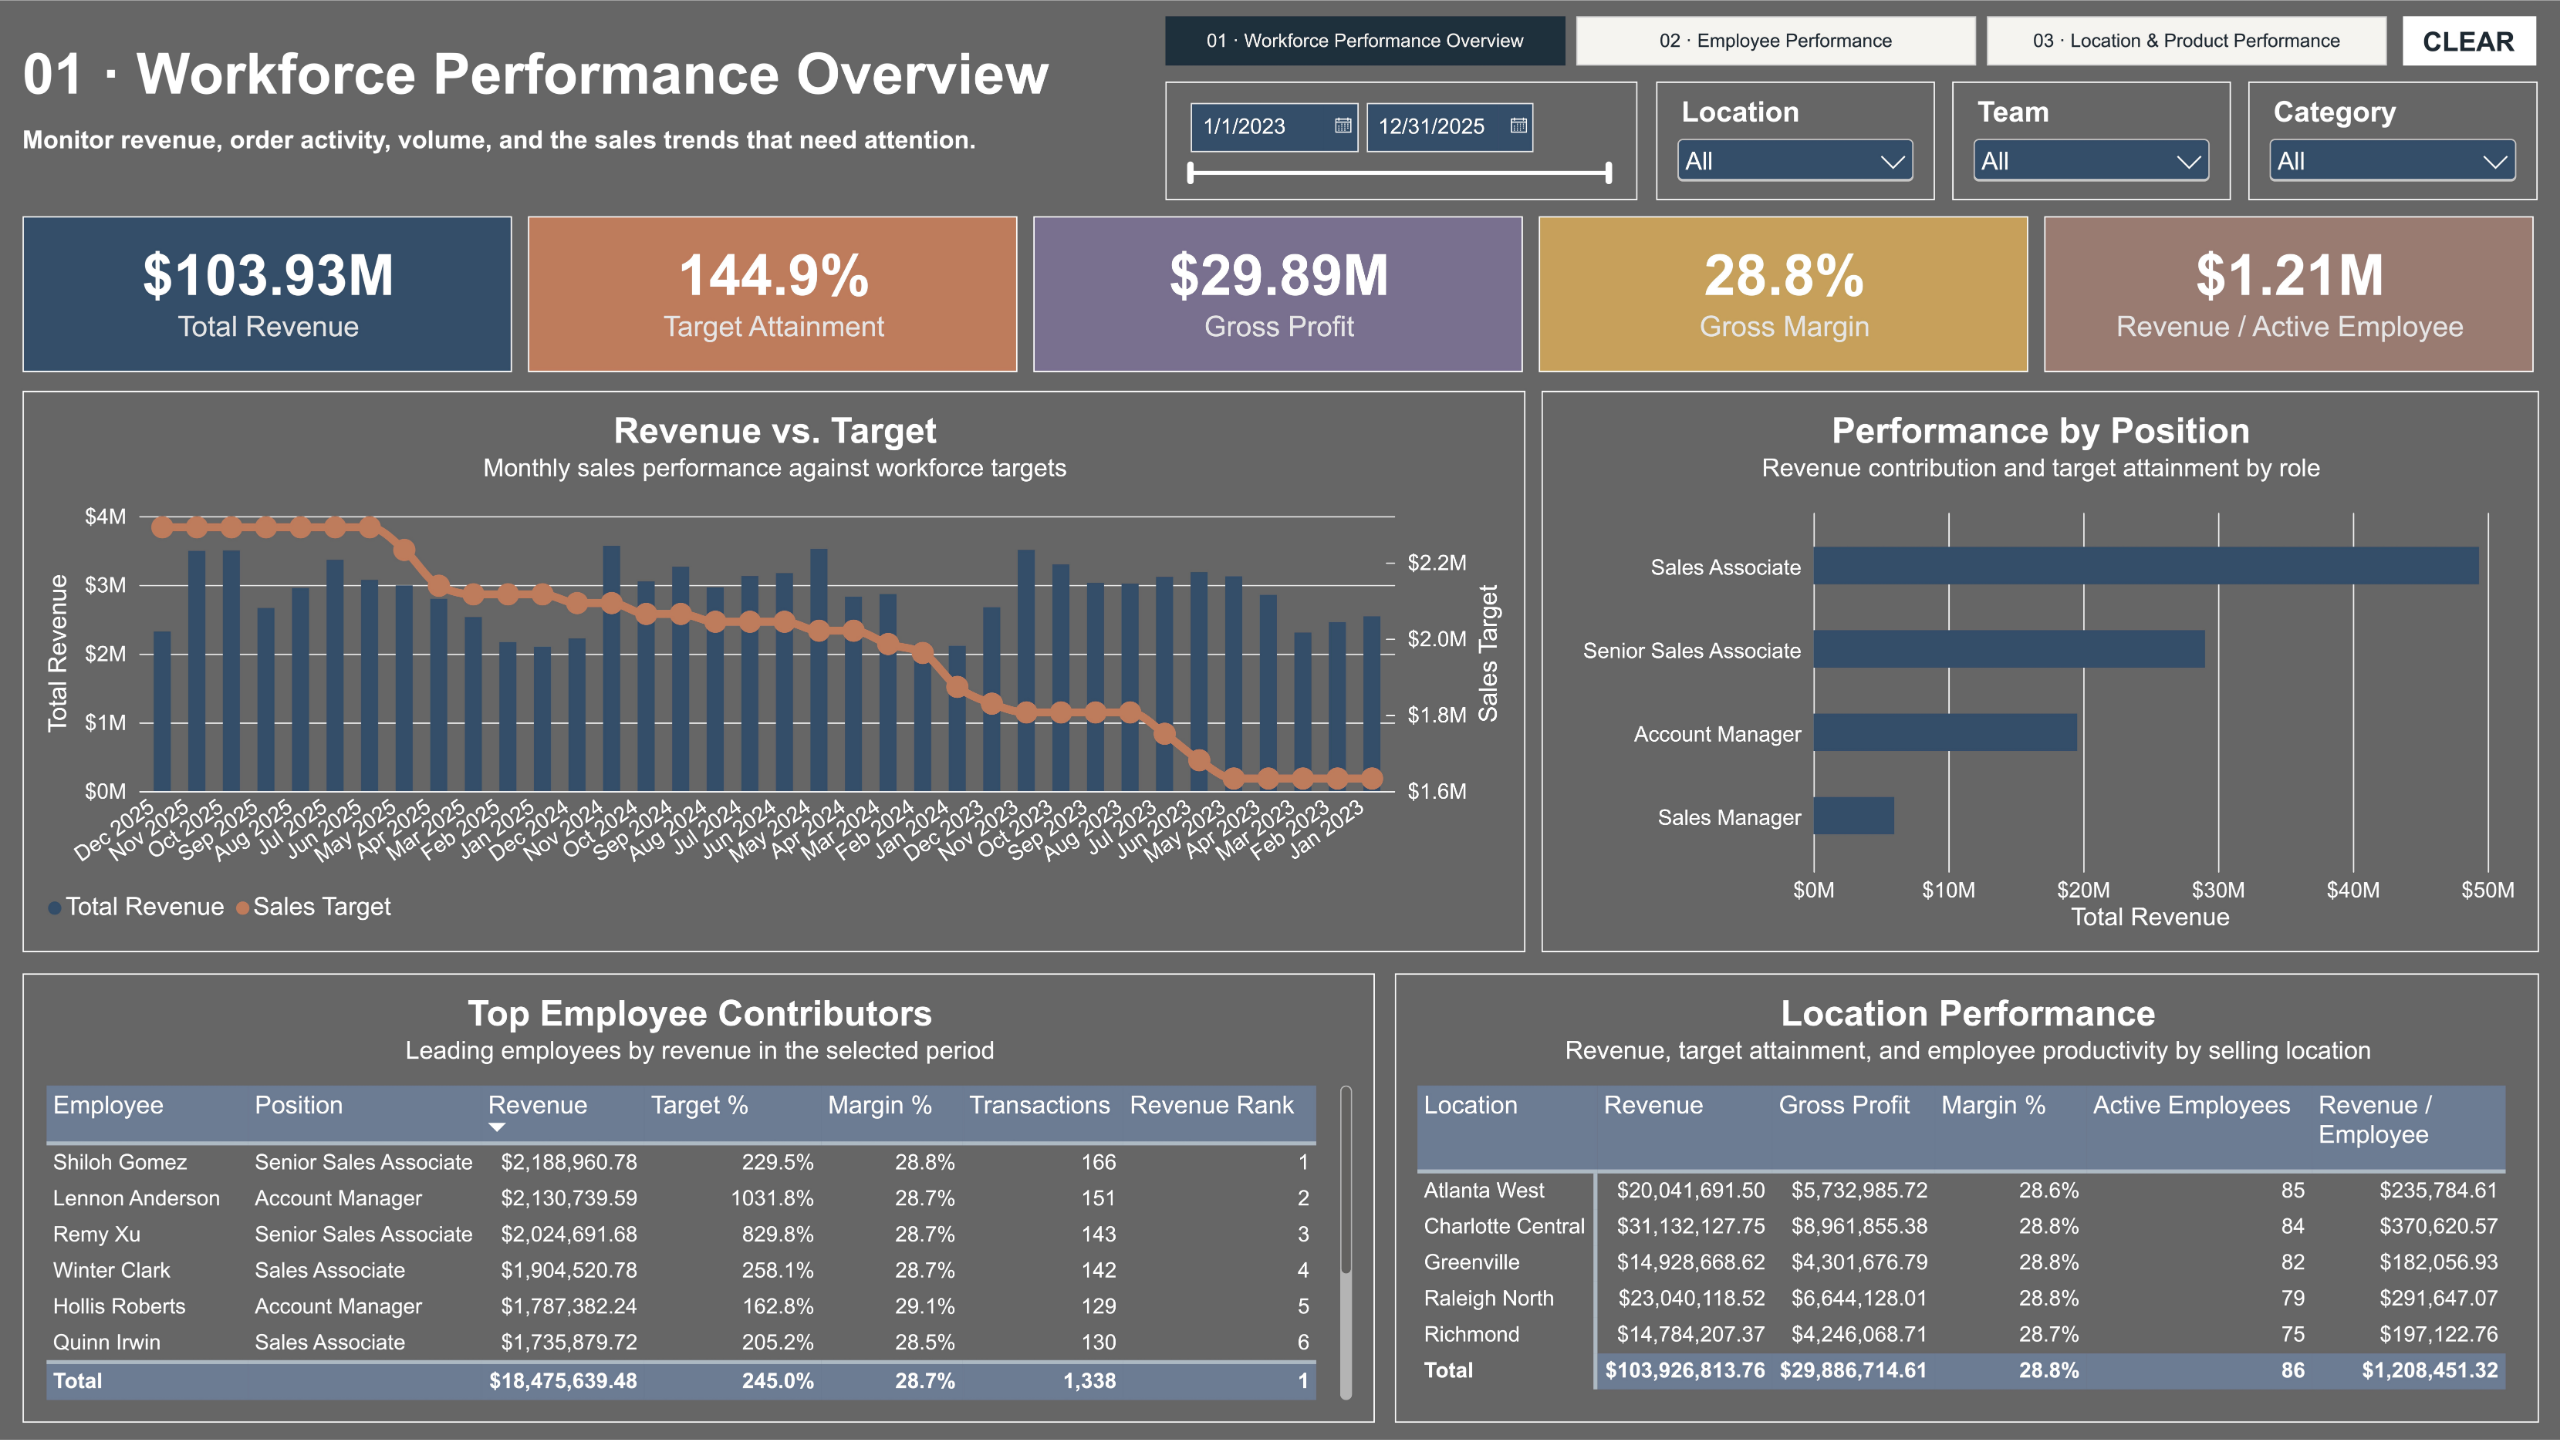 01 · Workforce Performance Overview
Monitor revenue, order activity, volume, and the sales trends that need attention.
01 · Workforce Performance Overview
02 · Employee Performance
03 · Location & Product Performance
CLEAR
1/1/2023
12/31/2025
Location
All
Team
All
Category
All
$103.93M
Total Revenue
144.9%
Target Attainment
$29.89M
Gross Profit
28.8%
Gross Margin
$1.21M
Revenue / Active Employee
Revenue vs. Target
Monthly sales performance against workforce targets
Total Revenue
$4M
$3M
$2M
$1M
$0M
$2.2M
$2.0M
$1.8M
$1.6M
Sales Target
Dec 2025
Nov 2025
Oct 2025
Sep 2025
Aug 2025
Jul 2025
Jun 2025
May 2025
Apr 2025
Mar 2025
Feb 2025
Jan 2025
Dec 2024
Nov 2024
Oct 2024
Sep 2024
Aug 2024
Jul 2024
Jun 2024
May 2024
Apr 2024
Mar 2024
Feb 2024
Jan 2024
Dec 2023
Nov 2023
Oct 2023
Sep 2023
Aug 2023
Jul 2023
Jun 2023
May 2023
Apr 2023
Mar 2023
Feb 2023
Jan 2023
Total Revenue Sales Target
Performance by Position
Revenue contribution and target attainment by role
Sales Associate
Senior Sales Associate
Account Manager
Sales Manager
$0M $10M $20M $30M $40M $50M
Total Revenue
Top Employee Contributors
Leading employees by revenue in the selected period
Employee Position Revenue Target % Margin % Transactions Revenue Rank
Shiloh Gomez Senior Sales Associate $2,188,960.78 229.5% 28.8% 166 1
Lennon Anderson Account Manager $2,130,739.59 1031.8% 28.7% 151 2
Remy Xu Senior Sales Associate $2,024,691.68 829.8% 28.7% 143 3
Winter Clark Sales Associate $1,904,520.78 258.1% 28.7% 142 4
Hollis Roberts Account Manager $1,787,382.24 162.8% 29.1% 129 5
Quinn Irwin Sales Associate $1,735,879.72 205.2% 28.5% 130 6
Total $18,475,639.48 245.0% 28.7% 1,338 1
Location Performance
Revenue, target attainment, and employee productivity by selling location
Location Revenue Gross Profit Margin % Active Employees Revenue /
Employee
Atlanta West $20,041,691.50 $5,732,985.72 28.6% 85 $235,784.61
Charlotte Central $31,132,127.75 $8,961,855.38 28.8% 84 $370,620.57
Greenville $14,928,668.62 $4,301,676.79 28.8% 82 $182,056.93
Raleigh North $23,040,118.52 $6,644,128.01 28.8% 79 $291,647.07
Richmond $14,784,207.37 $4,246,068.71 28.7% 75 $197,122.76
Total $103,926,813.76 $29,886,714.61 28.8% 86 $1,208,451.32